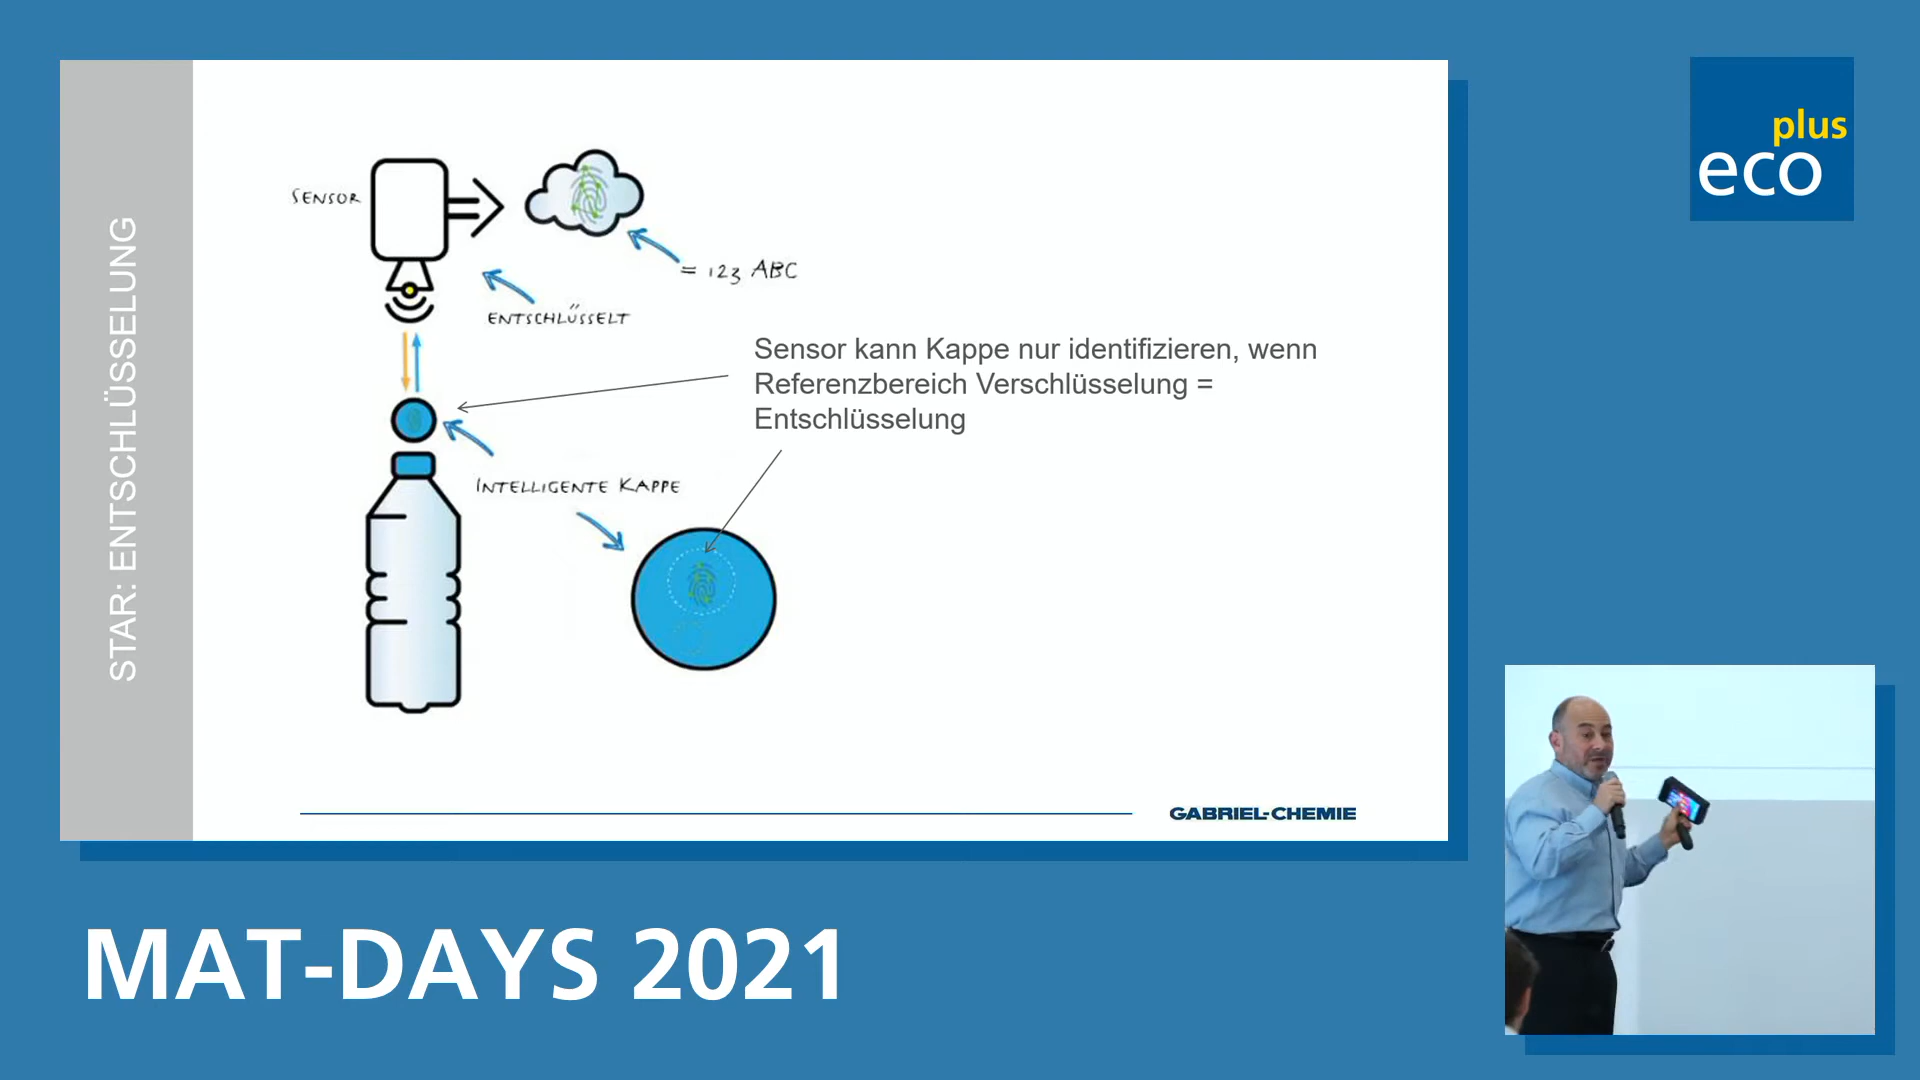 STAR: ENTSCHLÜSSELUNG
SENSOR
= 123 ABC
ENTSCHLÜSSELT
Sensor kann Kappe nur identifizieren, wenn
Referenzbereich Verschlüsselung =
Entschlüsselung
INTELLIGENTE KAPPE
GABRIEL-CHEMIE
plus
eco
MAT-DAYS 2021